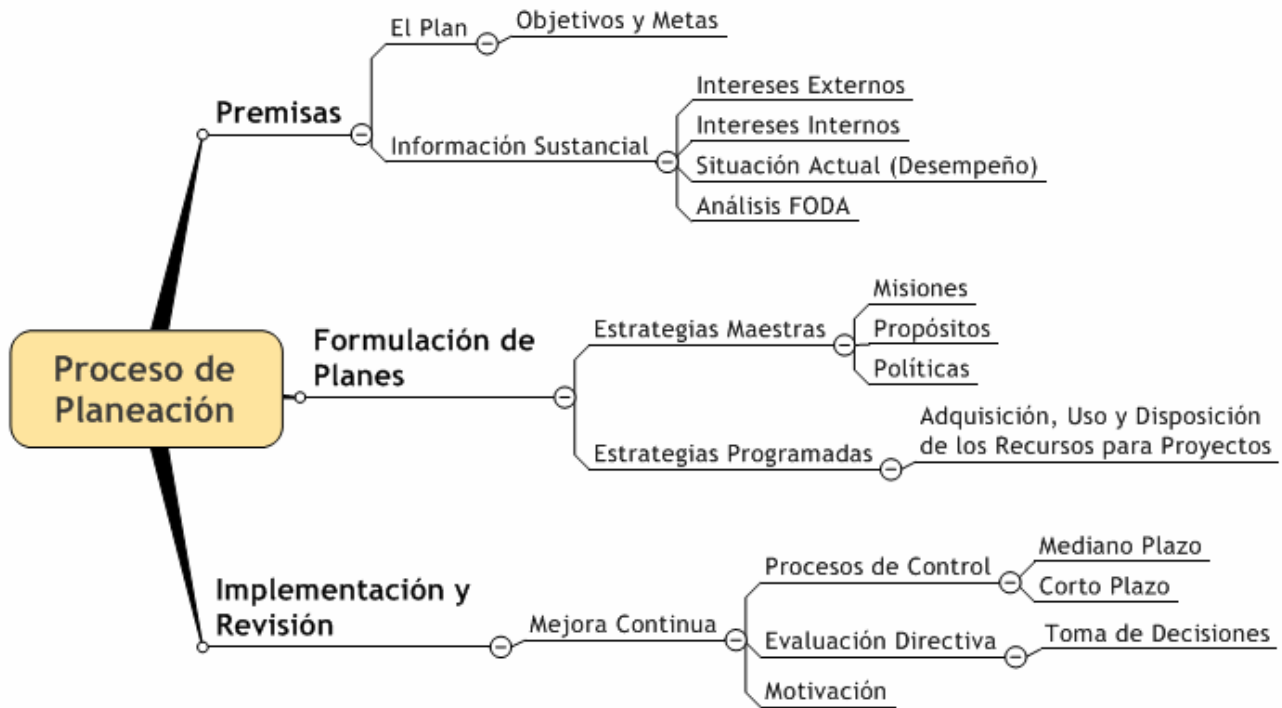 Proceso de
Planeación
Premisas
El Plan
Objetivos y Metas
Información Sustancial
Intereses Externos
Intereses Internos
Situación Actual (Desempeño)
Análisis FODA
Formulación de
Planes
Estrategias Maestras
Misiones
Propósitos
Políticas
Estrategias Programadas
Adquisición, Uso y Disposición
de los Recursos para Proyectos
Implementación y
Revisión
Mejora Continua
Procesos de Control
Mediano Plazo
Corto Plazo
Evaluación Directiva
Toma de Decisiones
Motivación